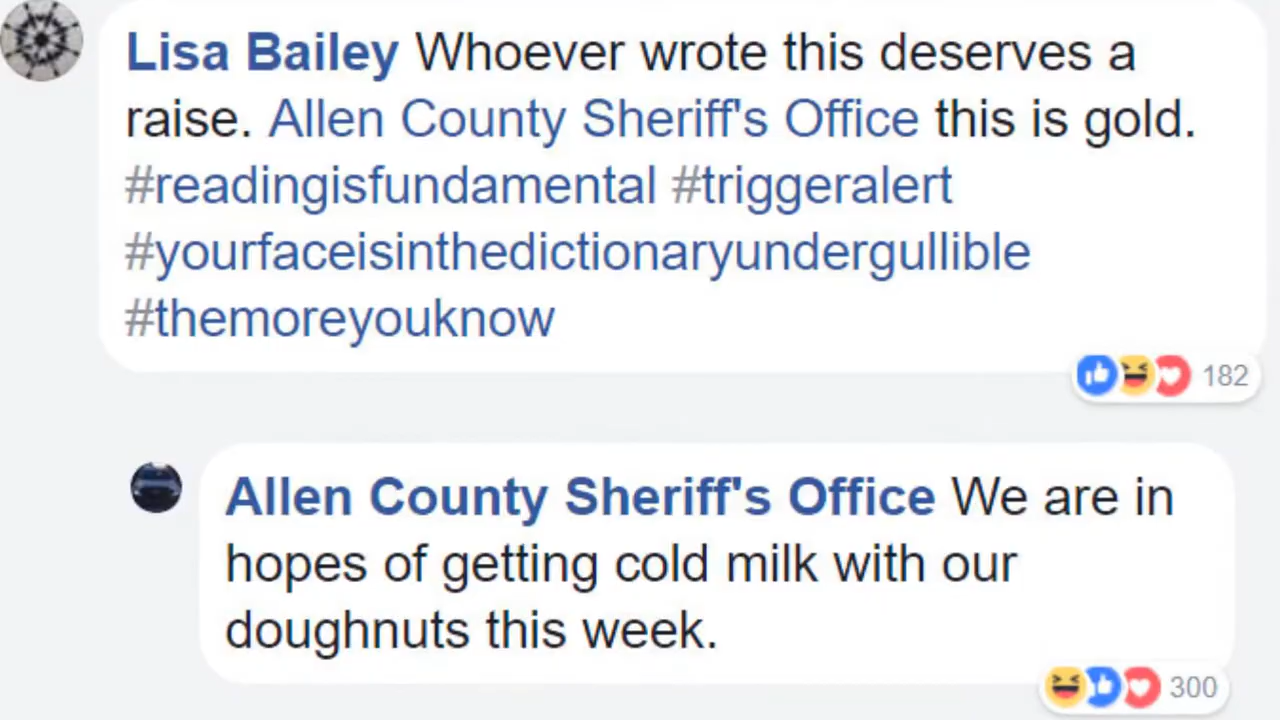 Lisa Bailey Whoever wrote this deserves a
raise. Allen County Sheriff's Office this is gold.
#readingisfundamental #triggeralert
#yourfaceisinthedictionaryundergullible
#themoreyouknow
182
Allen County Sheriff's Office We are in
hopes of getting cold milk with our
doughnuts this week.
300